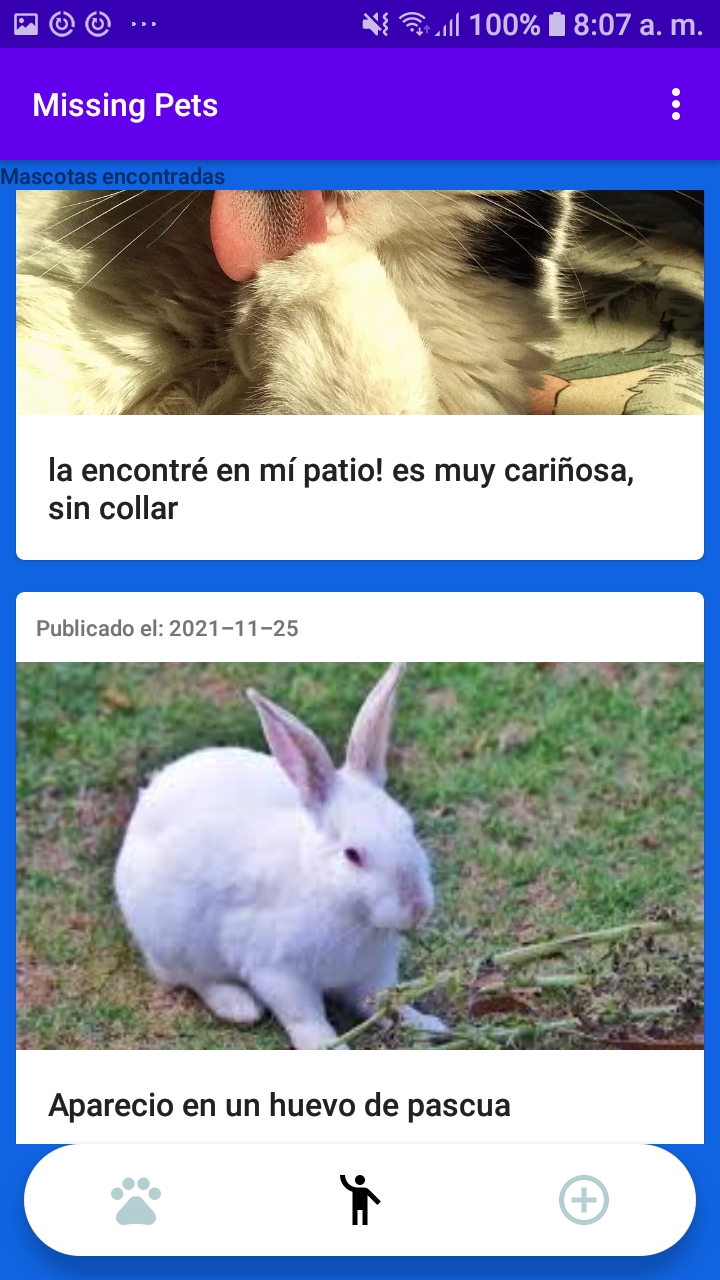 100% 8:07 a. m.
Missing Pets
Mascotas encontradas
la encontré en mí patio! es muy cariñosa,
sin collar
Publicado el: 2021-11-25
Aparecio en un huevo de pascua